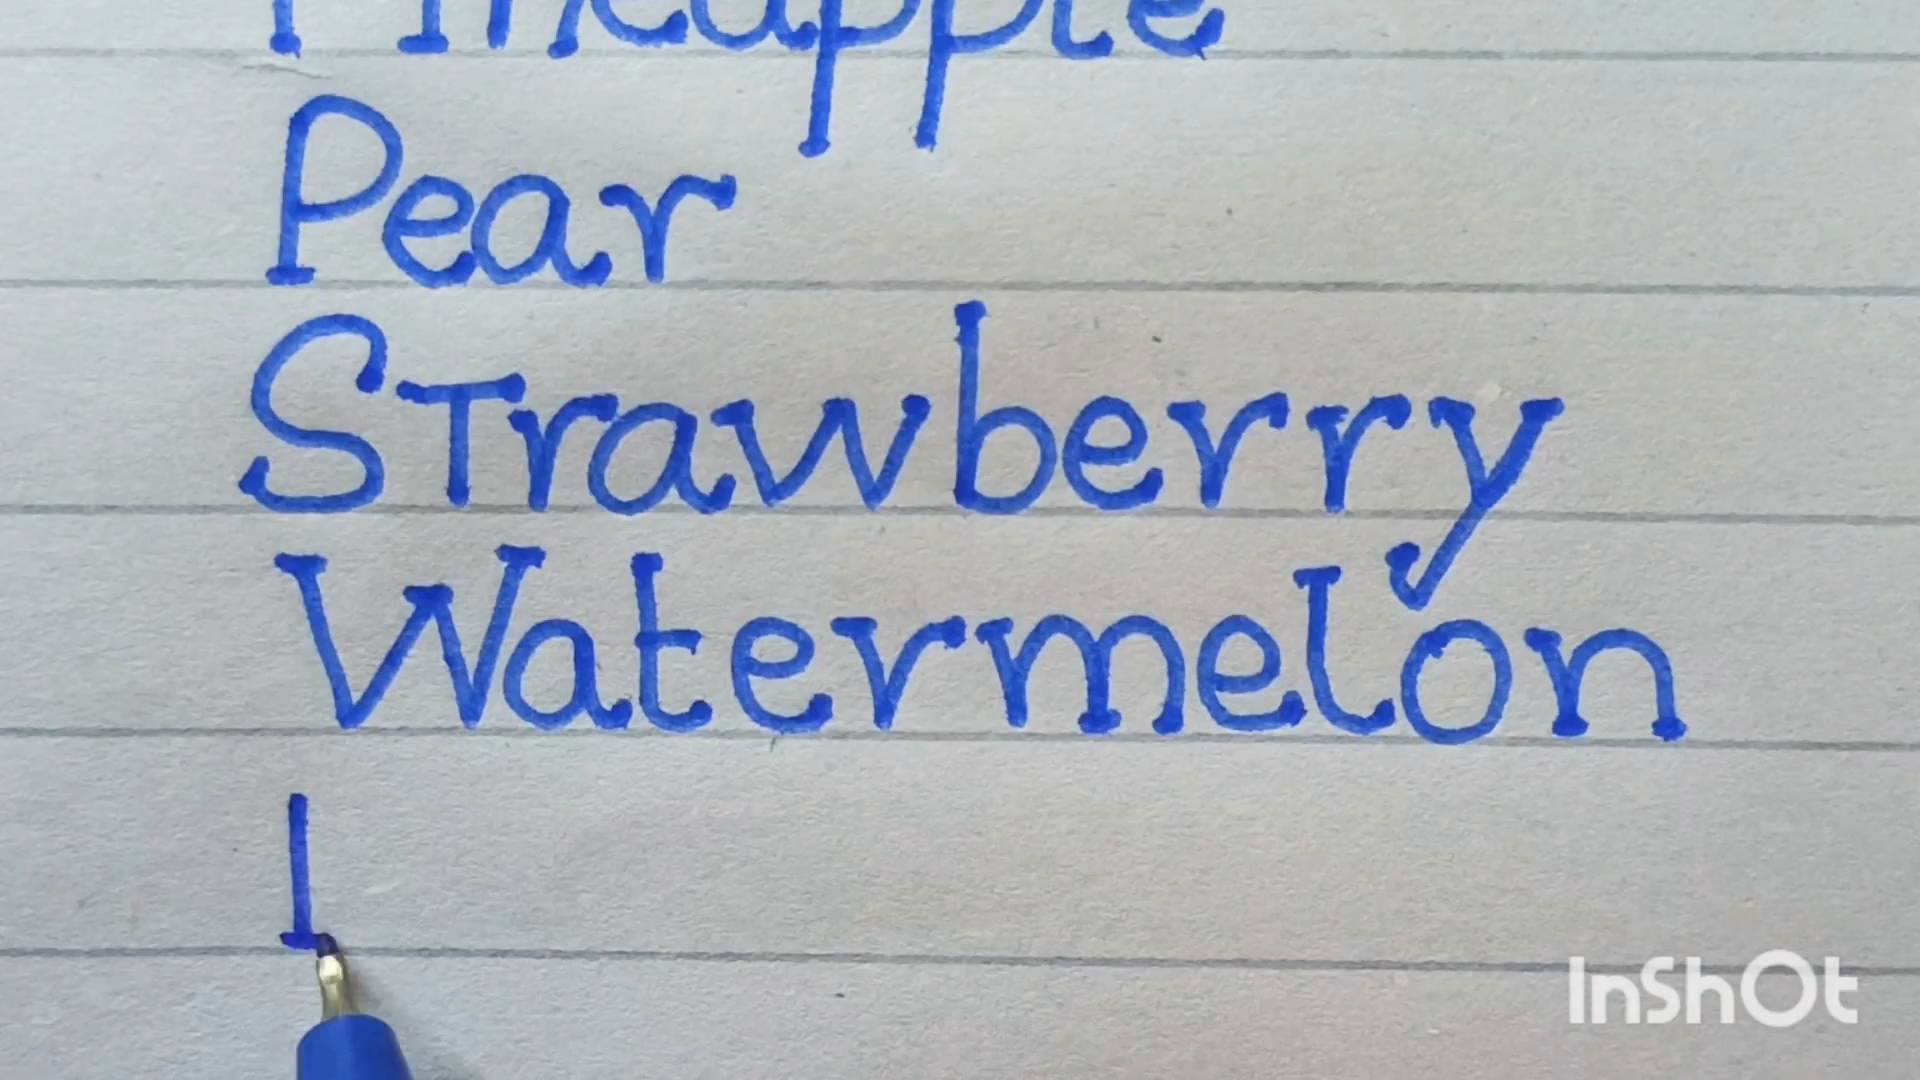 Pineapple
Pear
Strawberry
Watermelon
InShOt